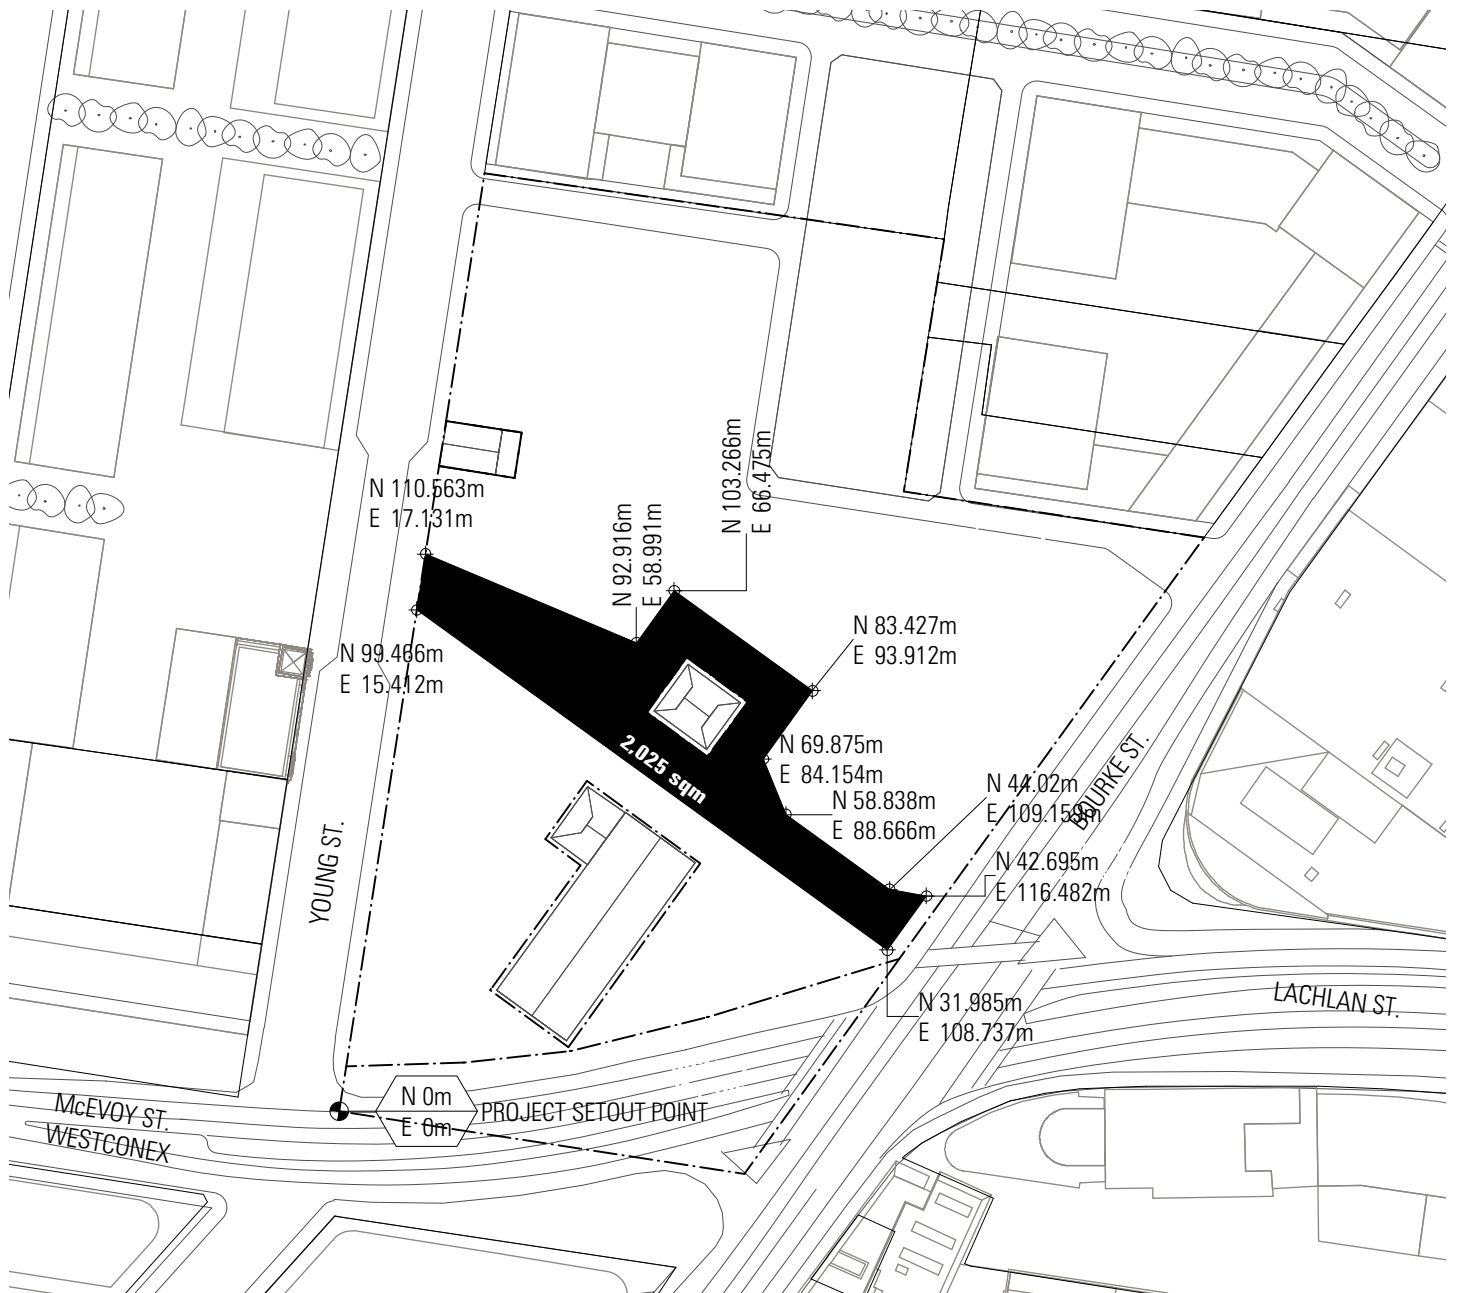 N 103.266m
E 66.475m
N 110.563m
E 17.131m
N 92.916m
E 58.991m
N 83.427m
E 93.912m
N 99.466m
E 15.412m
2,025 sqm
N 69.875m
E 84.154m
N 58.838m
E 88.666m
N 44.02m
E 109.159m
BOURKE ST.
N 42.695m
E 116.482m
YOUNG ST.
N 31.985m
E 108.737m
LACHLAN ST.
N 0m
E 0m
PROJECT SETOUT POINT
McEVOY ST.
WESTCONEX